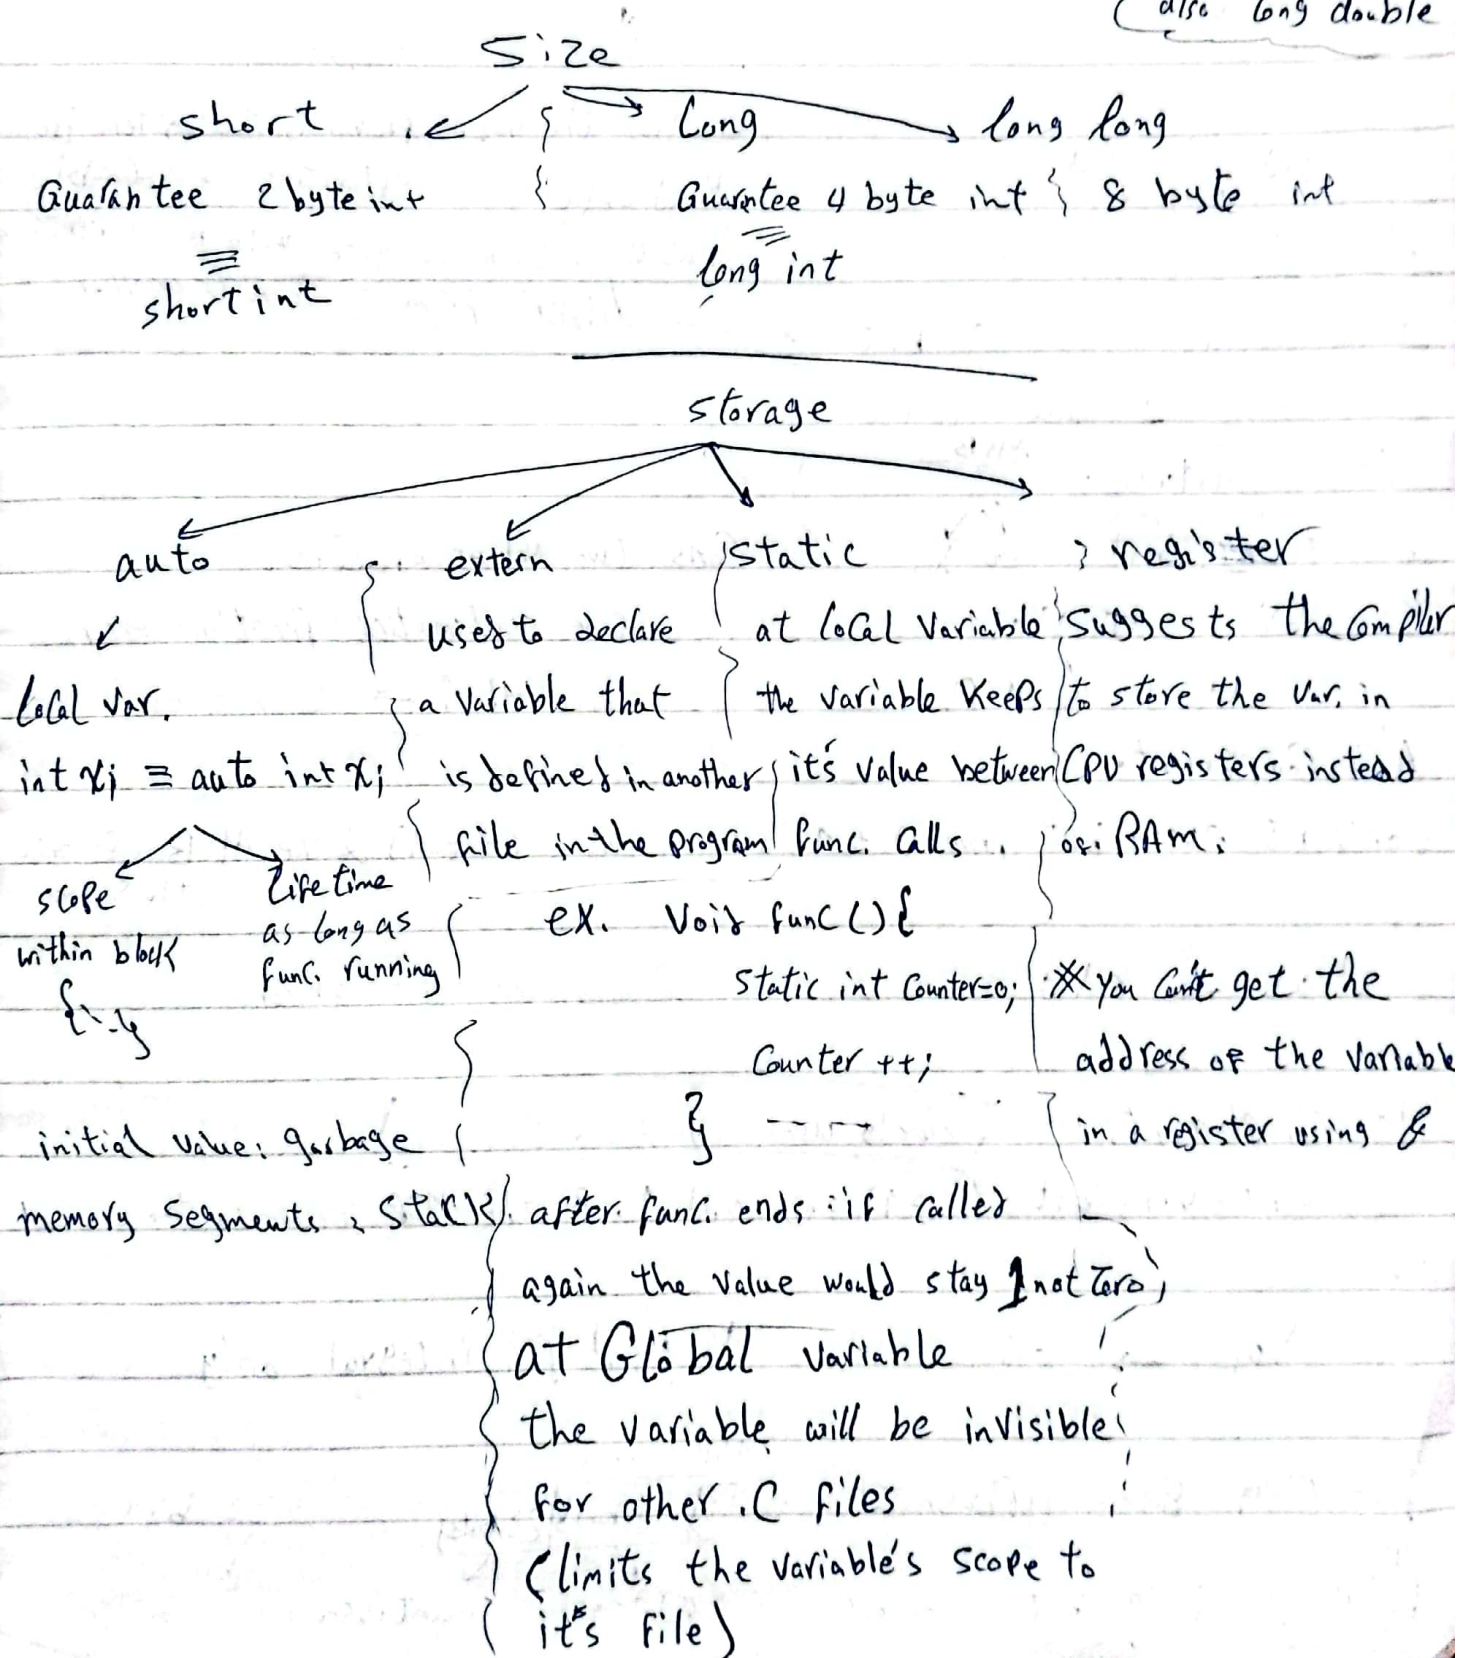 ( also long double
Size
short
Long
long long
Guarantee 2 byte int
Guarantee 4 byte int
8 byte int
≡
short int
≡
long int
storage
auto
Local var.
int x; ≡ auto int x;
scope
within block
{--}
Life time
as long as
func. running
initial value: garbage
memory segments : stack
extern
used to declare
a variable that
is defined in another
file in the program
static
at Local Variable
the variable keeps
it's value between
func. calls .
ex. Void func () {
static int Counter=0;
Counter ++;
} ----
after func. ends : if called
again the value would stay 1 not Zero
at Global variable
the variable will be invisible
for other .C files
(limits the variable's scope to
it's file)
register
suggests the Compiler
to store the var. in
CPU registers instead
of RAM.
※ you can't get the
address of the variable
in a register using &